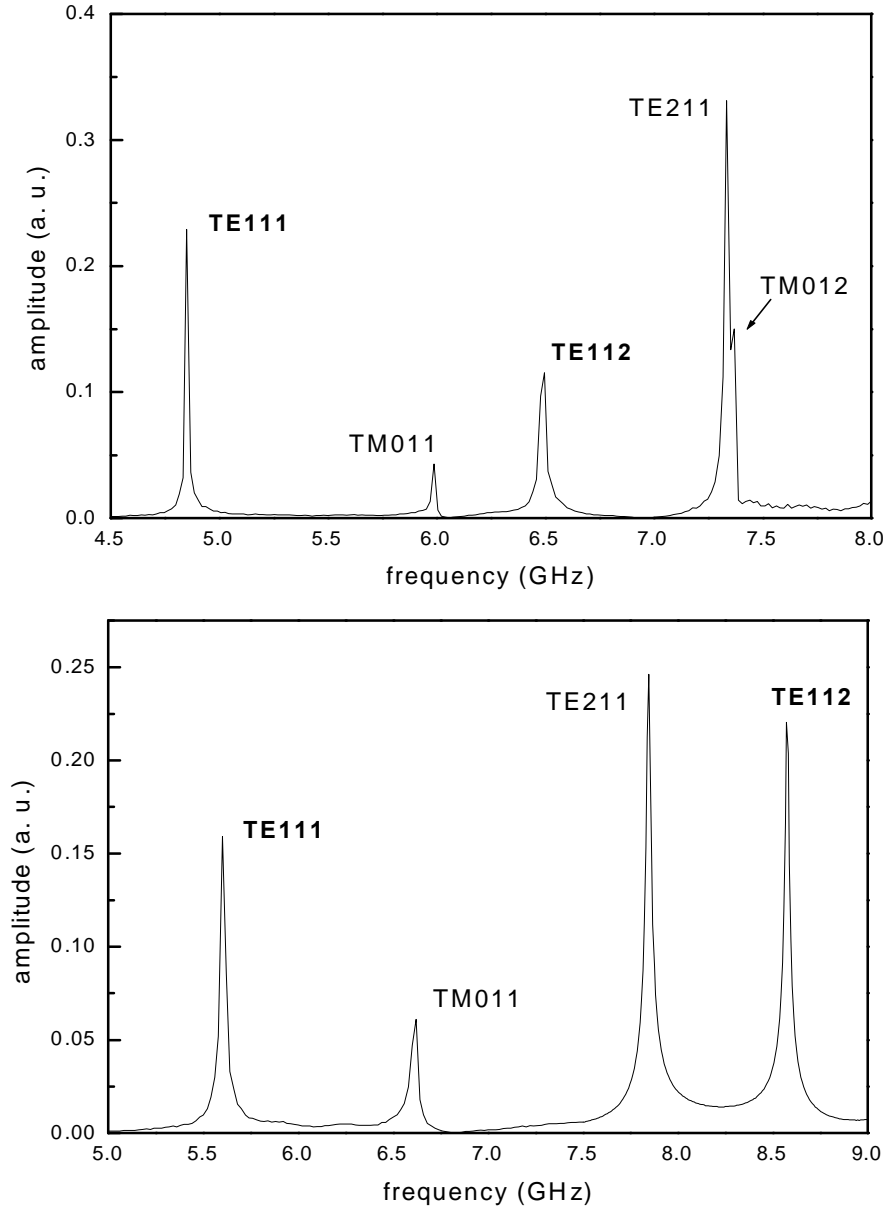 0.4
0.3
0.2
0.1
0.0
amplitude (a. u.)
TE211
TE111
TM012
TE112
TM011
4.5 5.0 5.5 6.0 6.5 7.0 7.5 8.0
frequency (GHz)
0.25
0.20
0.15
0.10
0.05
0.00
amplitude (a. u.)
TE211
TE112
TE111
TM011
5.0 5.5 6.0 6.5 7.0 7.5 8.0 8.5 9.0
frequency (GHz)